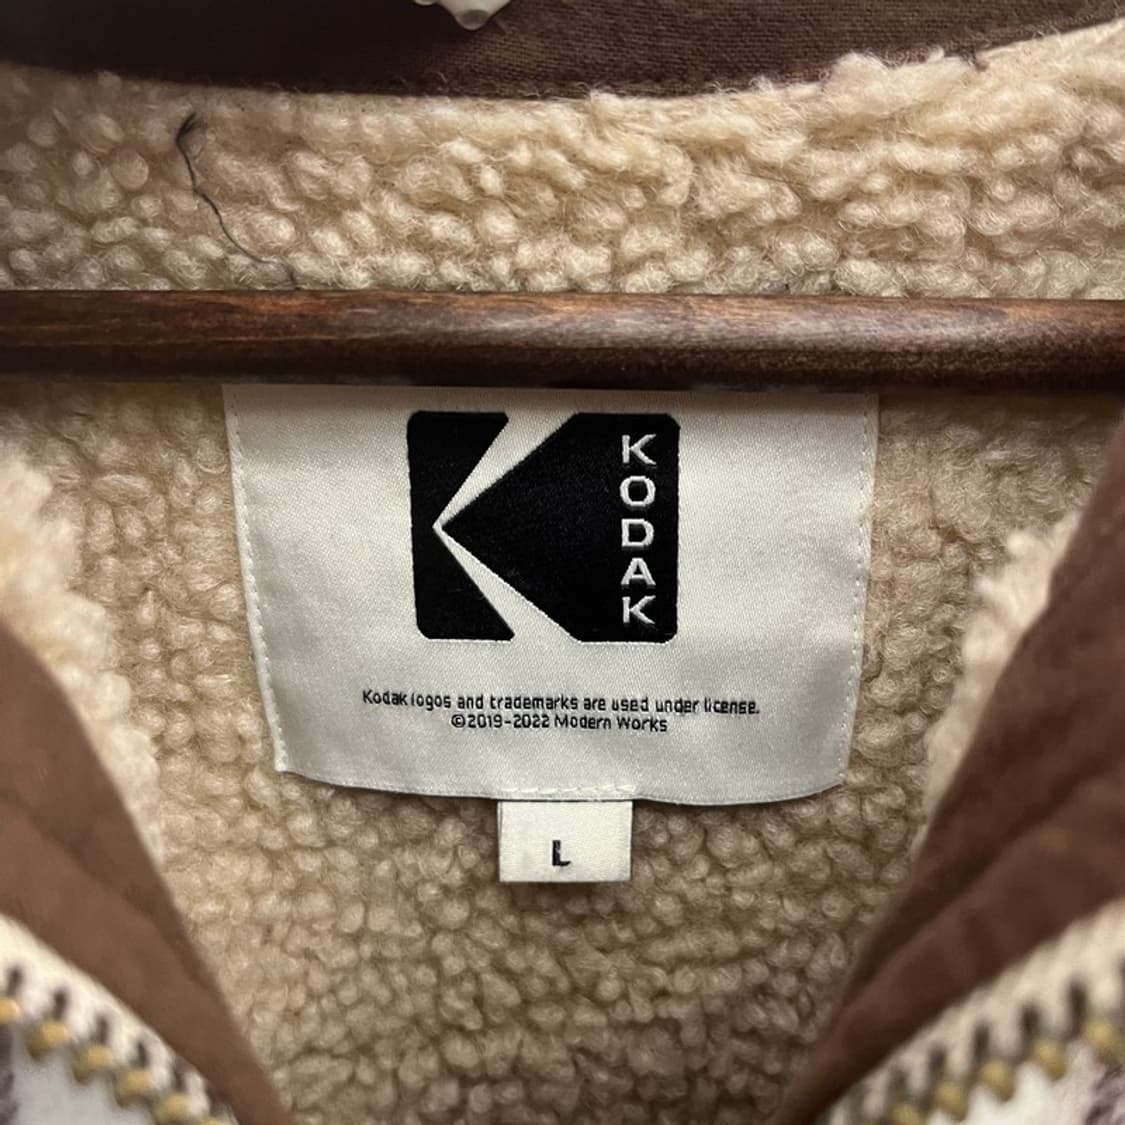 KODAK
Kodak logos and trademarks are used under license.
©2019-2022 Modern Works
L